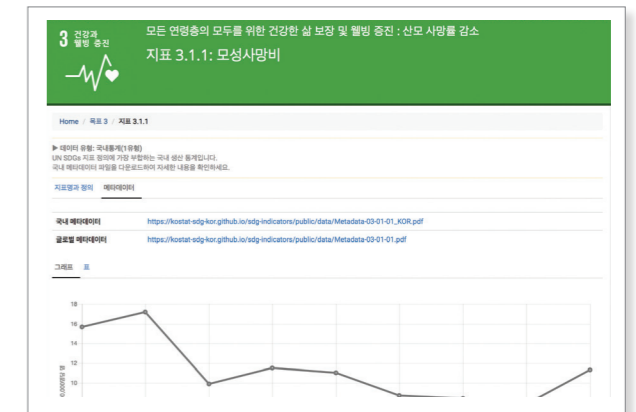 3 건강과
웰빙 증진
모든 연령층의 모두를 위한 건강한 삶 보장 및 웰빙 증진 : 산모 사망률 감소
지표 3.1.1: 모성사망비
Home / 목표 3 / 지표 3.1.1
▶ 데이터 유형: 국내통계(1유형)
UN SDGs 지표 정의에 가장 부합하는 국내 생산 통계입니다.
국내 메타데이터 파일을 다운로드하여 자세한 내용을 확인하세요.
지표명과 정의 메타데이터
국내 메타데이터 https://kostat-sdg-kor.github.io/sdg-indicators/public/data/Metadata-03-01-01_KOR.pdf
글로벌 메타데이터 https://kostat-sdg-kor.github.io/sdg-indicators/public/data/Metadata-03-01-01.pdf
그래프 표
18
16
14
12
10